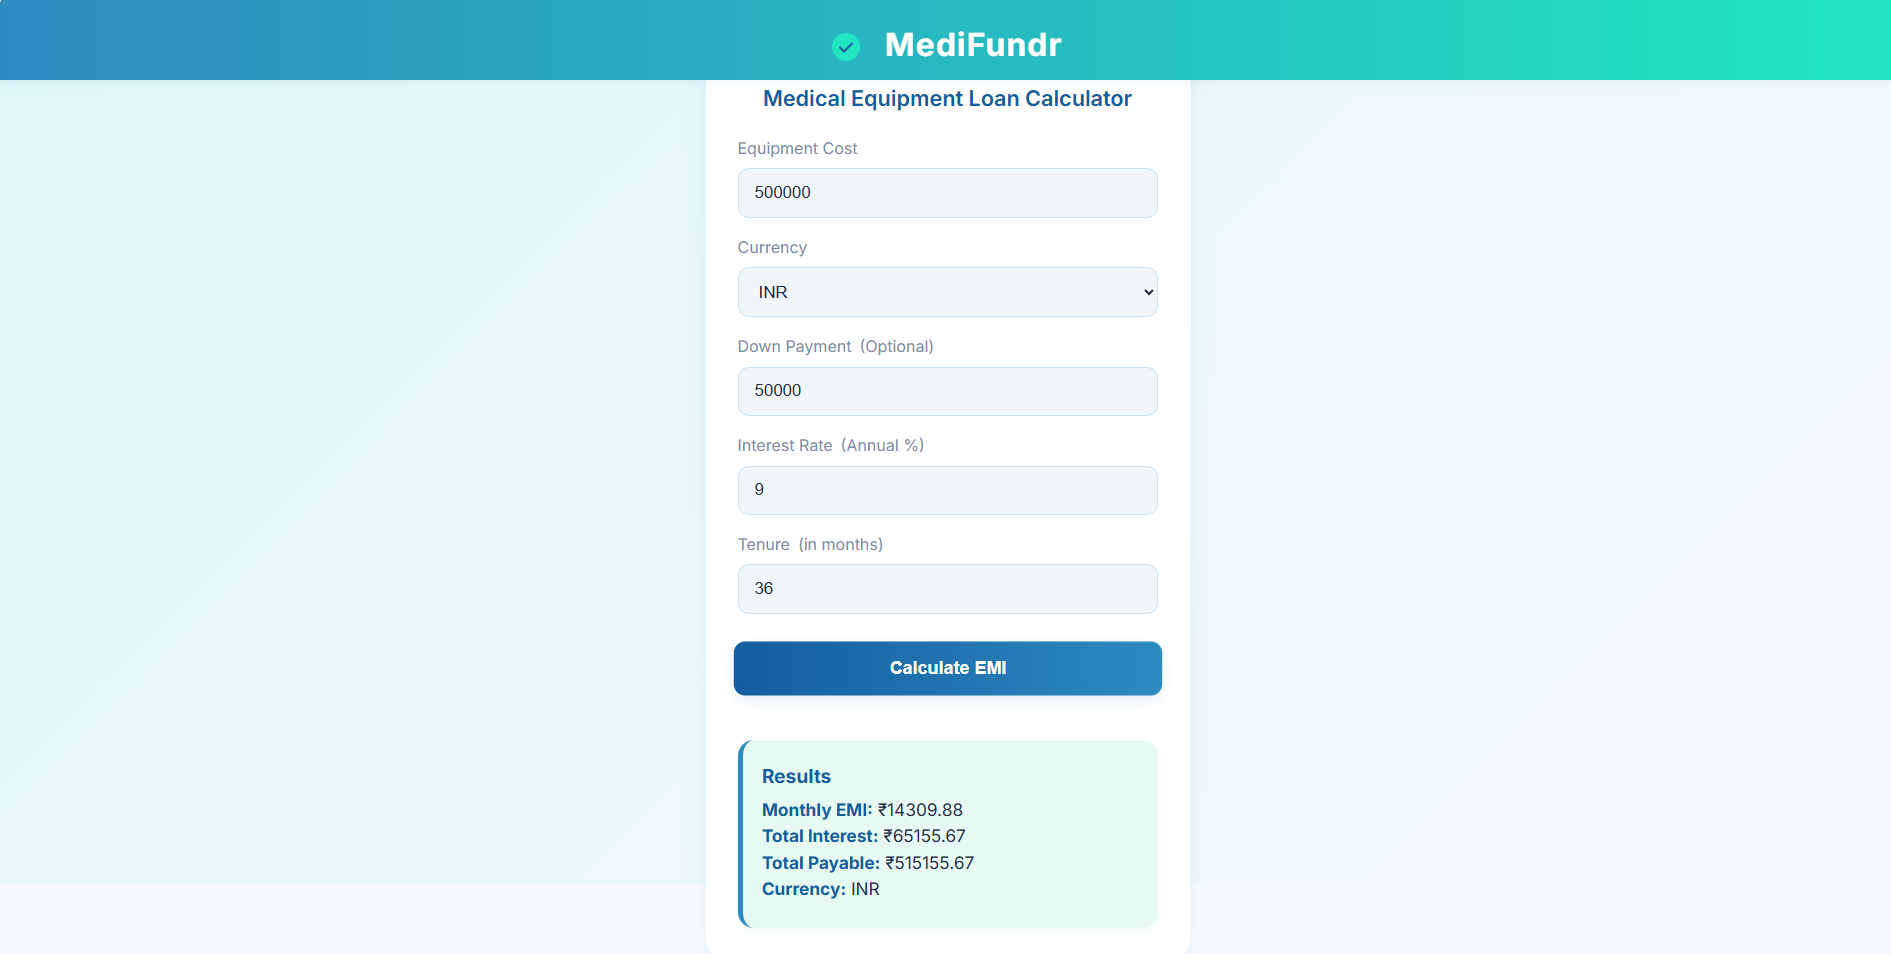 MediFundr
Medical Equipment Loan Calculator
Equipment Cost
500000
Currency
INR
Down Payment (Optional)
50000
Interest Rate (Annual %)
9
Tenure (in months)
36
Calculate EMI
Results
Monthly EMI: ₹14309.88
Total Interest: ₹65155.67
Total Payable: ₹515155.67
Currency: INR